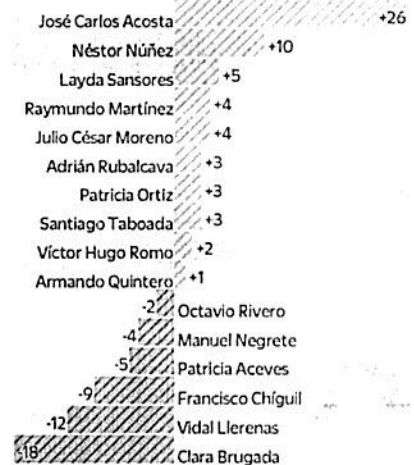 José Carlos Acosta +26
Néstor Núñez +10
Layda Sansores +5
Raymundo Martínez +4
Julio César Moreno +4
Adrián Rubalcava +3
Patricia Ortiz +3
Santiago Taboada +3
Víctor Hugo Romo +2
Armando Quintero +1
-2 Octavio Rivero
-4 Manuel Negrete
-5 Patricia Aceves
-9 Francisco Chíguil
-12 Vidal Llerenas
-18 Clara Brugada